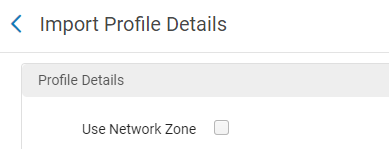 Import Profile Details
Profile Details
Use Network Zone